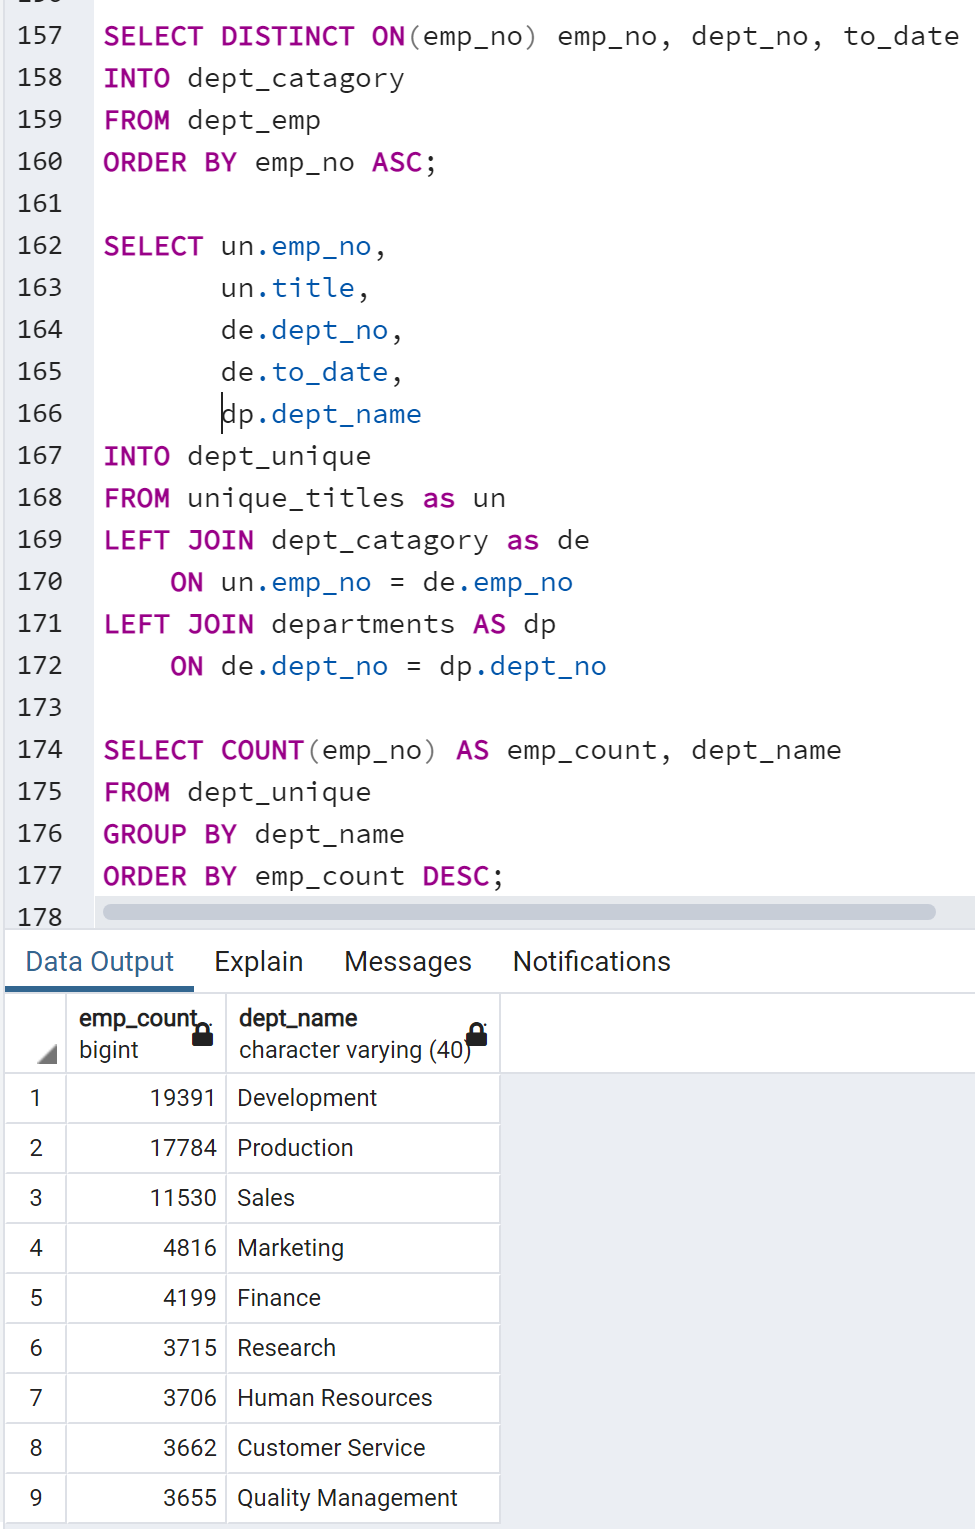 157 SELECT DISTINCT ON(emp_no) emp_no, dept_no, to_date
158 INTO dept_catagory
159 FROM dept_emp
160 ORDER BY emp_no ASC;
161
162 SELECT un.emp_no,
163 un.title,
164 de.dept_no,
165 de.to_date,
166 dp.dept_name
167 INTO dept_unique
168 FROM unique_titles as un
169 LEFT JOIN dept_catagory as de
170 ON un.emp_no = de.emp_no
171 LEFT JOIN departments AS dp
172 ON de.dept_no = dp.dept_no
173
174 SELECT COUNT(emp_no) AS emp_count, dept_name
175 FROM dept_unique
176 GROUP BY dept_name
177 ORDER BY emp_count DESC;
178
Data Output Explain Messages Notifications
emp_count dept_name
bigint character varying (40)
1 19391 Development
2 17784 Production
3 11530 Sales
4 4816 Marketing
5 4199 Finance
6 3715 Research
7 3706 Human Resources
8 3662 Customer Service
9 3655 Quality Management